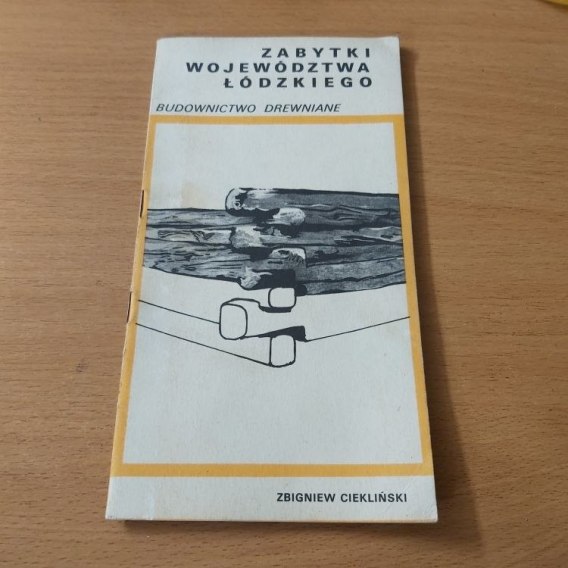 ZABYTKI
WOJEWÓDZTWA
ŁÓDZKIEGO
BUDOWNICTWO DREWNIANE
ZBIGNIEW CIEKLIŃSKI